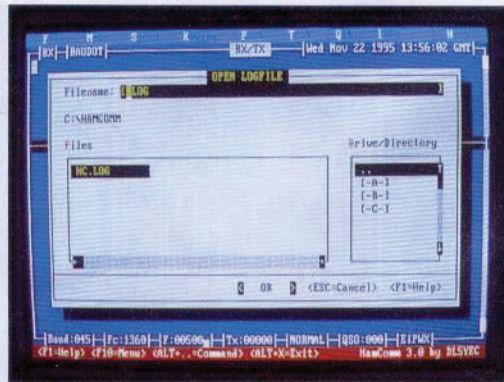 F M S K P T Q I H
RX BAUDOT RX/TX Wed Nov 22 1995 13:56:02 GMT
OPEN LOGFILE
Filename: [ .LOG ]
C:\HAMCOMM
Files Drive/Directory
HC.LOG ..
[-A-]
[-B-]
[-C-]
OK <ESC=Cancel> <F1=Help>
Baud:045 Fc:1360 Z:00500 Tx:00000 NORMAL QSO:000 EIPWX
<F1=Help> <F10=Menu> <ALT+..=Command> <ALT+X=Exit> HamComm 3.0 by DL5YEC